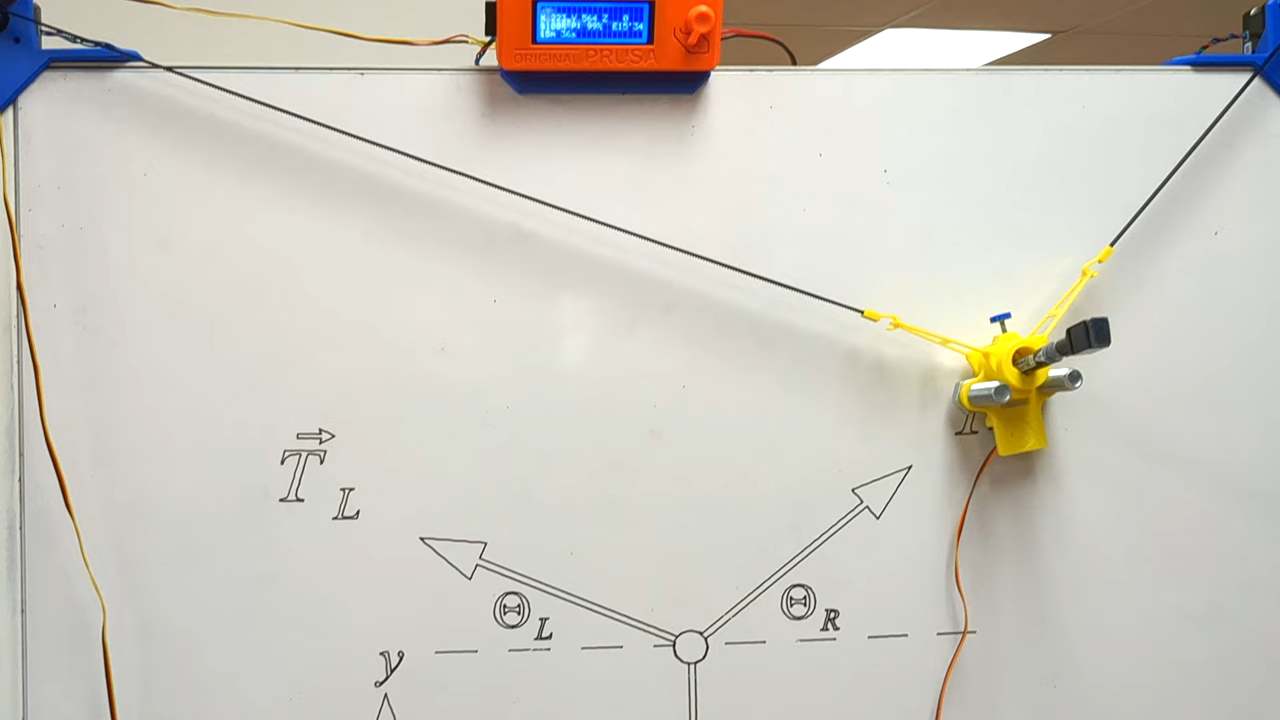 ORIGINAL PRUSA
T L
Θ L
Θ R
y